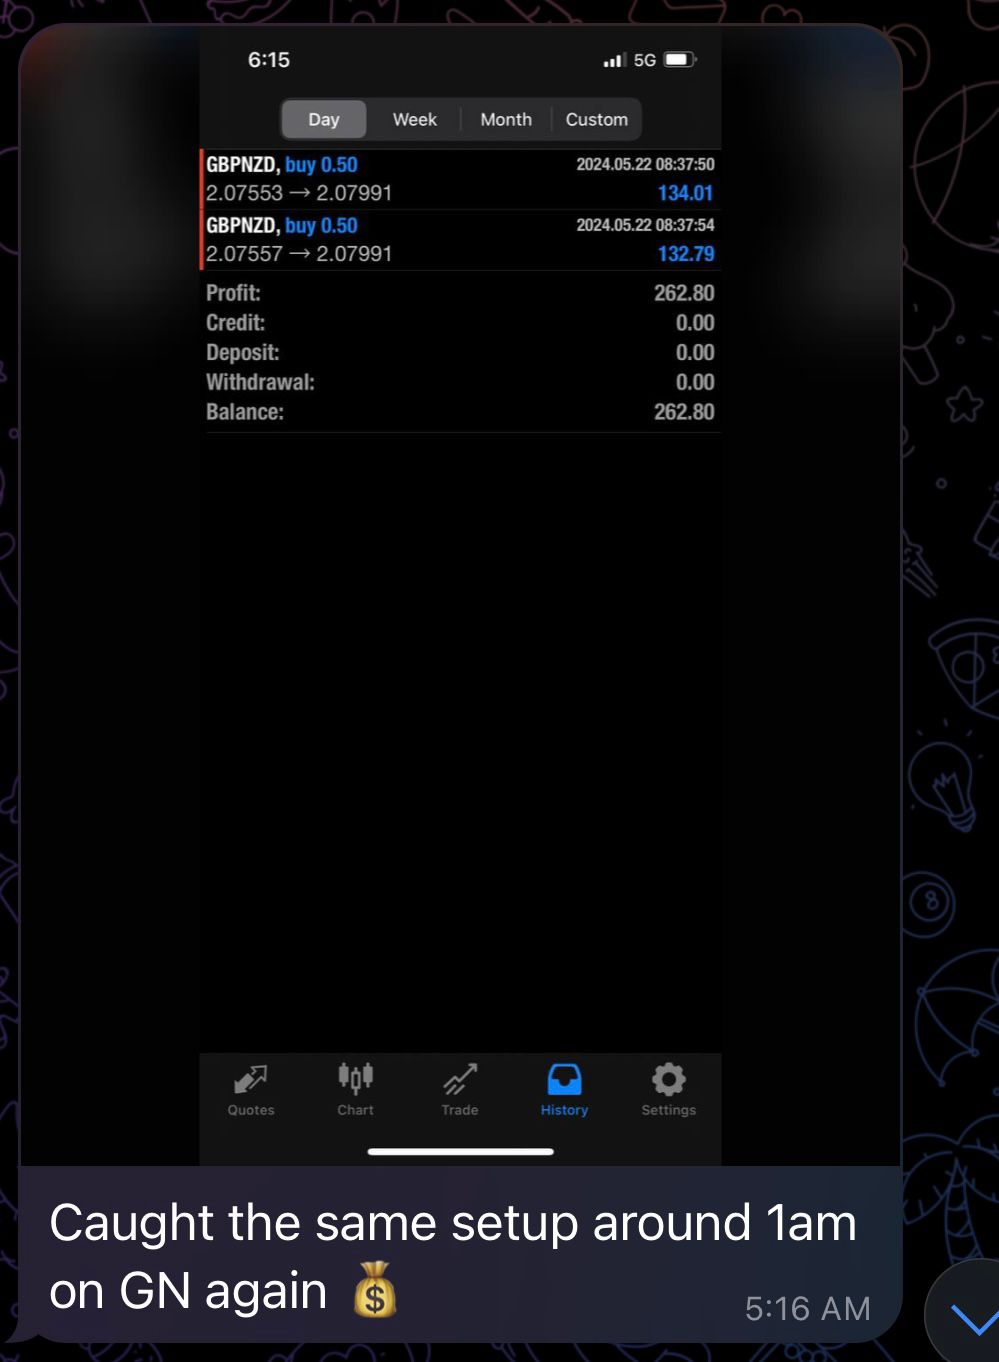 6:15 5G
Day Week Month Custom
GBPNZD, buy 0.50 2024.05.22 08:37:50
2.07553 → 2.07991 134.01
GBPNZD, buy 0.50 2024.05.22 08:37:54
2.07557 → 2.07991 132.79
Profit: 262.80
Credit: 0.00
Deposit: 0.00
Withdrawal: 0.00
Balance: 262.80
8
Quotes Chart Trade History Settings
Caught the same setup around 1am
on GN again 💰
5:16 AM